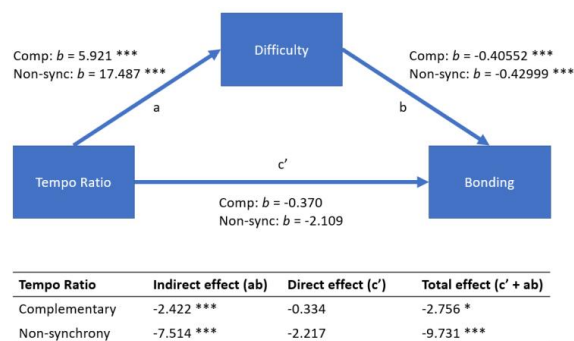 Comp: b = 5.921 ***
Non-sync: b = 17.487 ***
Difficulty
Comp: b = -0.40552 ***
Non-sync: b = -0.42999 ***
a
b
Tempo Ratio
c’
Bonding
Comp: b = -0.370
Non-sync: b = -2.109
Tempo Ratio Indirect effect (ab) Direct effect (c’) Total effect (c’ + ab)
Complementary -2.422 *** -0.334 -2.756 *
Non-synchrony -7.514 *** -2.217 -9.731 ***